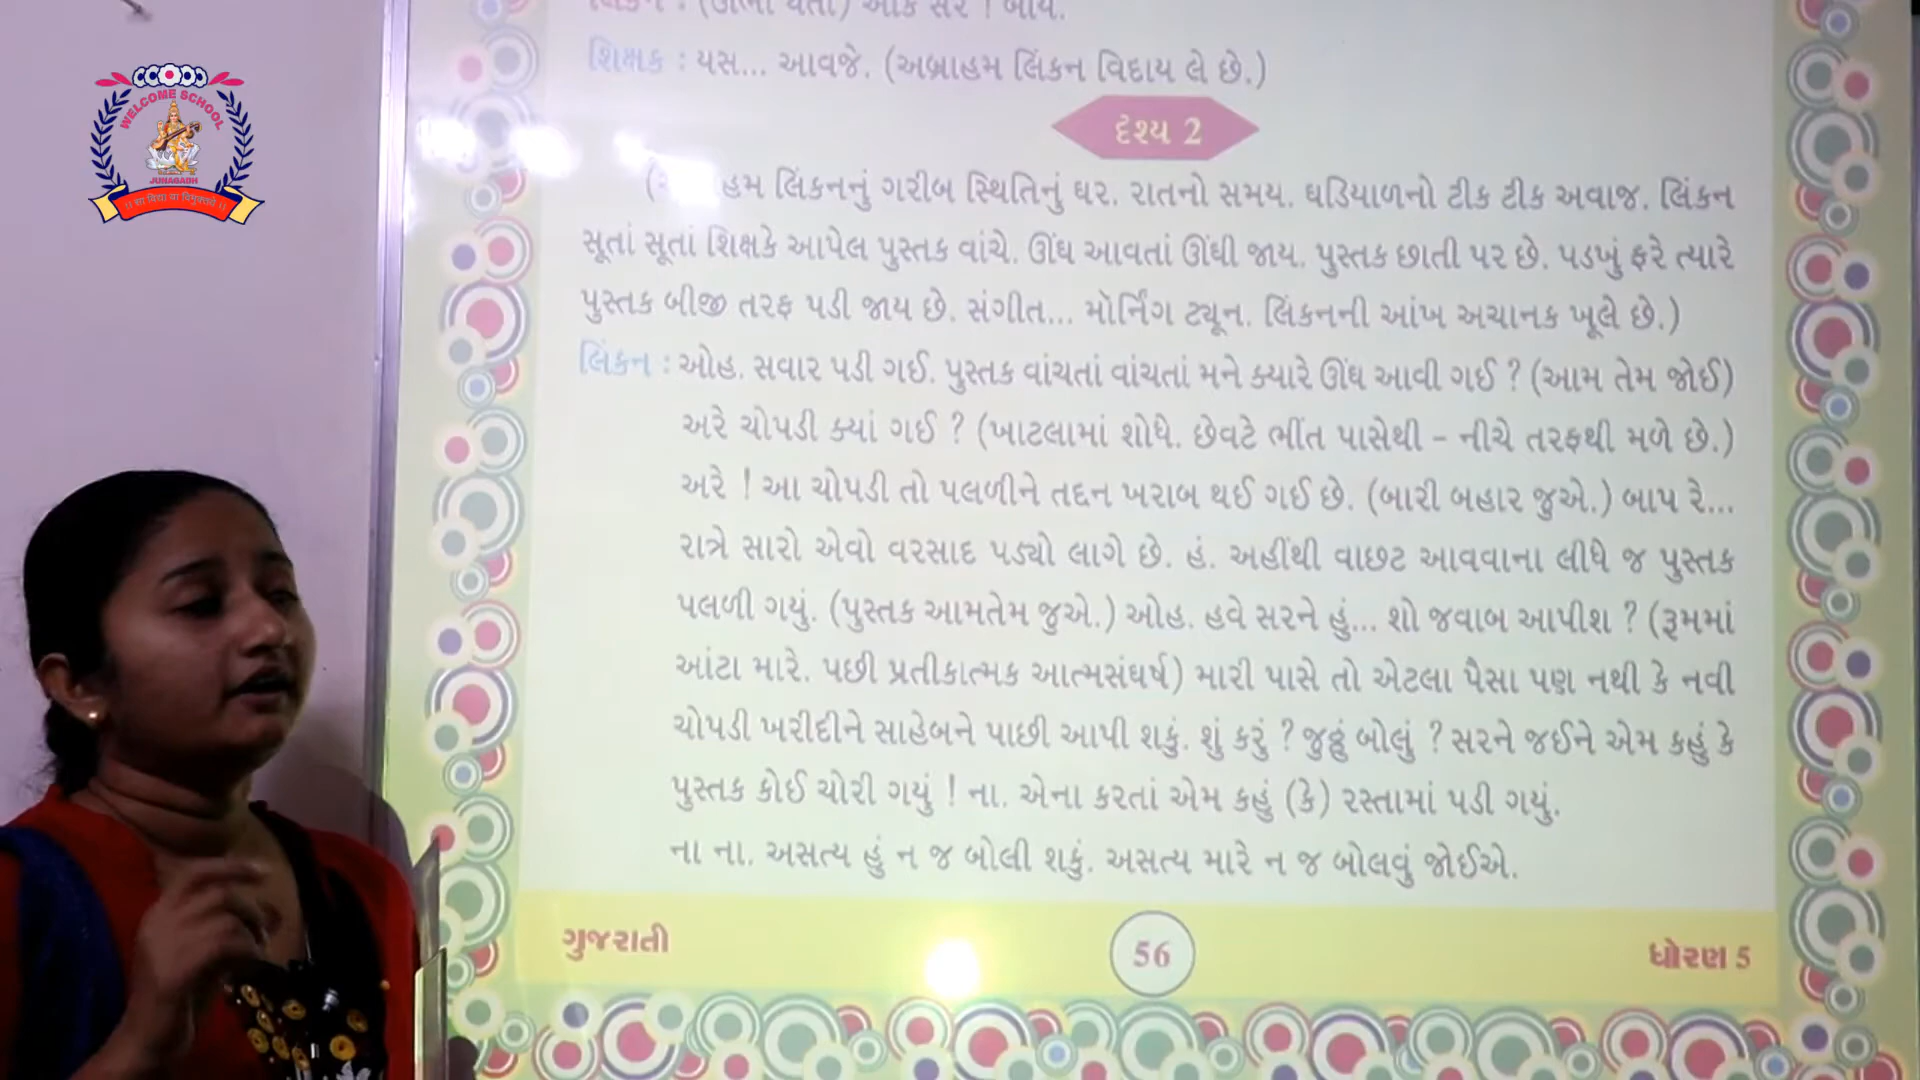 WELCOME SCHOOL
JUNAGADH
|| सा विद्या या विमुक्तये ||
શિક્ષક : યસ... આવજે. (અબ્રાહમ લિંકન વિદાય લે છે.)
દૃશ્ય 2
લિંકનનું ગરીબ સ્થિતિનું ઘર. રાતનો સમય. ઘડિયાળનો ટીક ટીક અવાજ. લિંકન
સૂતાં સૂતાં શિક્ષકે આપેલ પુસ્તક વાંચે. ઊંઘ આવતાં ઊંઘી જાય. પુસ્તક છાતી પર છે. પડખું ફરે ત્યારે
પુસ્તક બીજી તરફ પડી જાય છે. સંગીત... મૉર્નિંગ ટ્યૂન. લિંકનની આંખ અચાનક ખૂલે છે.)
લિંકન : ઓહ. સવાર પડી ગઈ. પુસ્તક વાંચતાં વાંચતાં મને ક્યારે ઊંઘ આવી ગઈ ? (આમ તેમ જોઈ)
અરે ચોપડી ક્યાં ગઈ ? (ખાટલામાં શોધે. છેવટે ભીંત પાસેથી - નીચે તરફથી મળે છે.)
અરે ! આ ચોપડી તો પલળીને તદ્દન ખરાબ થઈ ગઈ છે. (બારી બહાર જુએ.) બાપ રે...
રાત્રે સારો એવો વરસાદ પડ્યો લાગે છે. હં. અહીંથી વાછટ આવવાના લીધે જ પુસ્તક
પલળી ગયું. (પુસ્તક આમતેમ જુએ.) ઓહ. હવે સરને હું... શો જવાબ આપીશ ? (રૂમમાં
આંટા મારે. પછી પ્રતીકાત્મક આત્મસંઘર્ષ) મારી પાસે તો એટલા પૈસા પણ નથી કે નવી
ચોપડી ખરીદીને સાહેબને પાછી આપી શકું. શું કરું ? જુઠ્ઠું બોલું ? સરને જઈને એમ કહું કે
પુસ્તક કોઈ ચોરી ગયું ! ના. એના કરતાં એમ કહું (કે) રસ્તામાં પડી ગયું.
ના ના. અસત્ય હું ન જ બોલી શકું. અસત્ય મારે ન જ બોલવું જોઈએ.
ગુજરાતી
56
ધોરણ 5